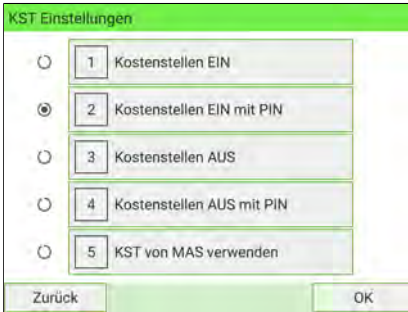 KST Einstellungen
1 Kostenstellen EIN
2 Kostenstellen EIN mit PIN
3 Kostenstellen AUS
4 Kostenstellen AUS mit PIN
5 KST von MAS verwenden
Zurück OK